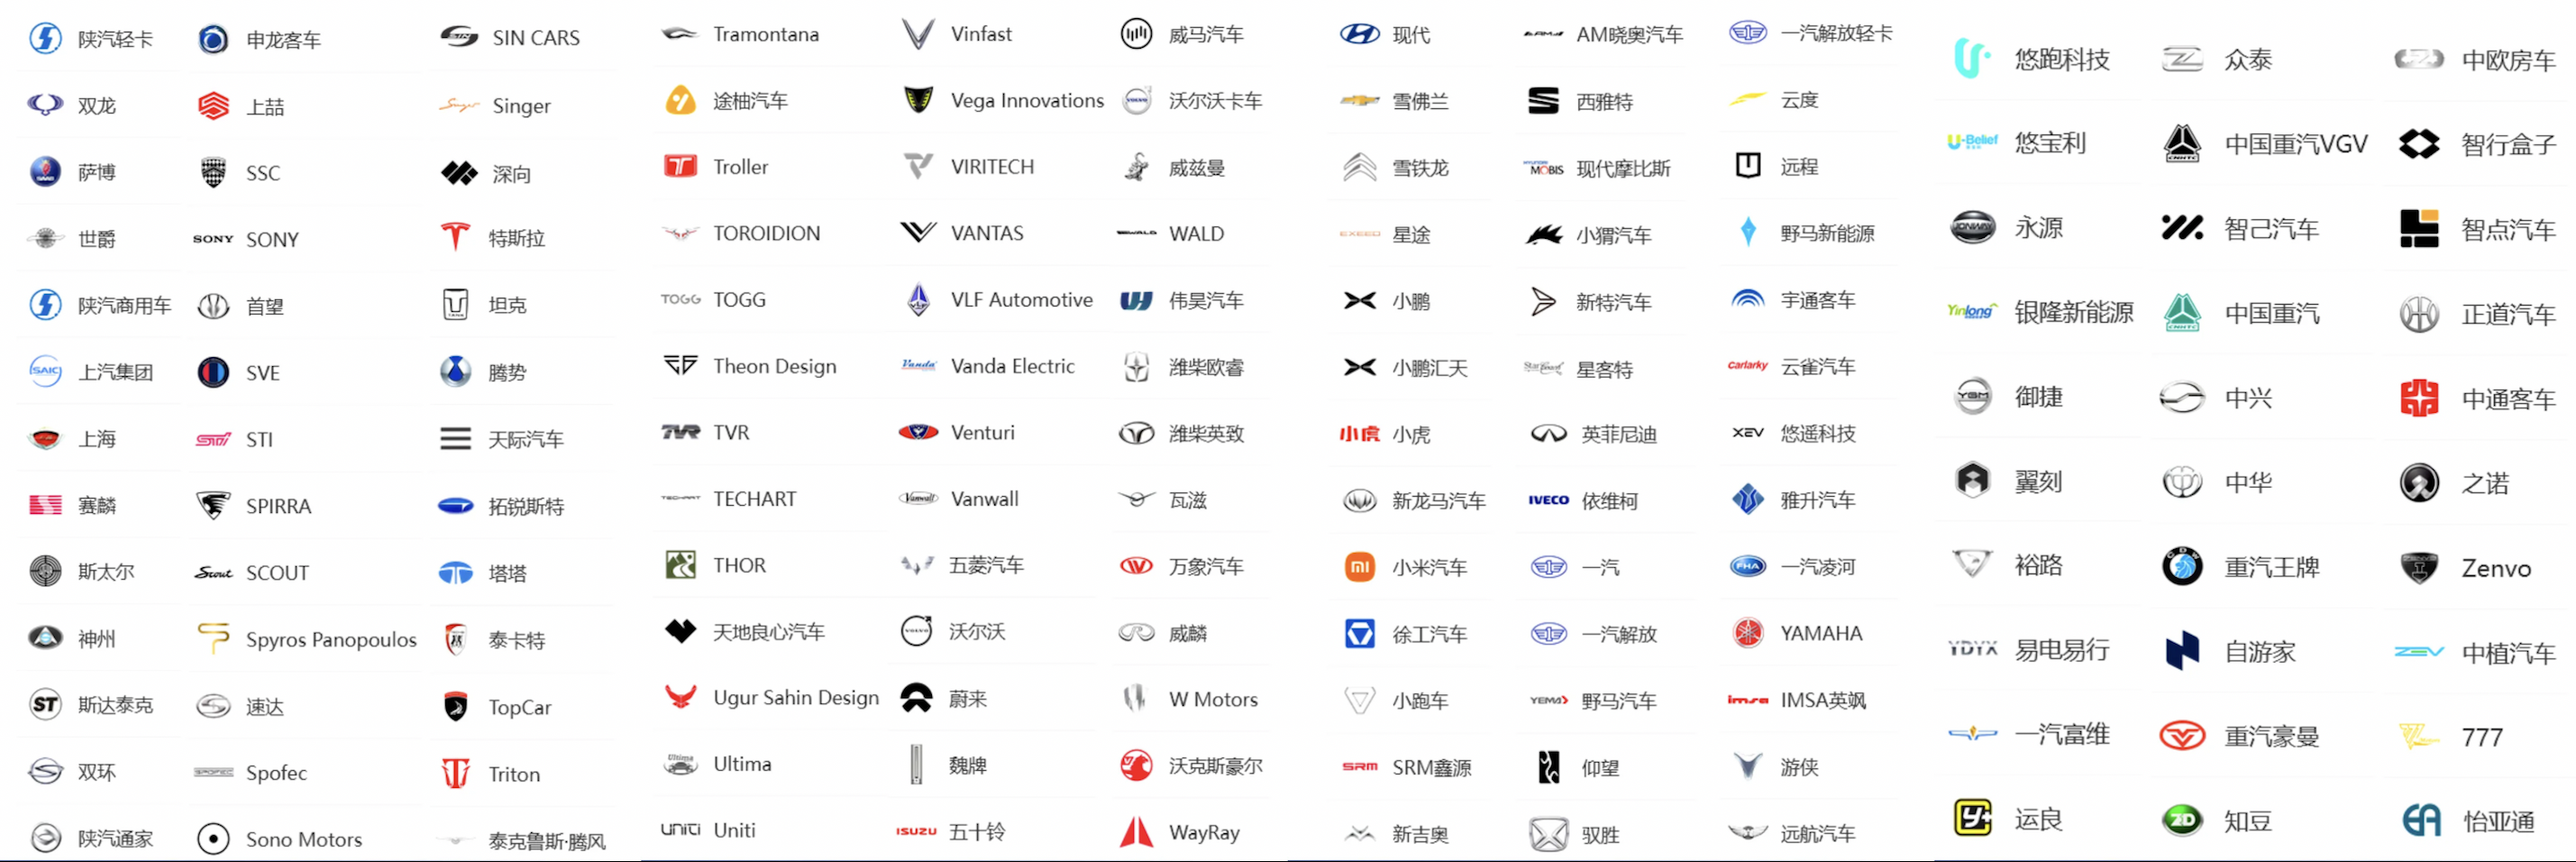 陕汽轻卡 申龙客车 SIN CARS
双龙 上喆 Singer
萨博 SSC 深向
世爵 SONY SONY 特斯拉
陕汽商用车 首望 坦克
SAIC 上汽集团 SVE 腾势
上海 STI STI 天际汽车
赛麟 SPIRRA 拓锐斯特
斯太尔 Scout SCOUT 塔塔
神州 Spyros Panopoulos 泰卡特
ST 斯达泰克 速达 TopCar
双环 SPOFEC Spofec Triton
陕汽通家 Sono Motors 泰克鲁斯·腾风
Tramontana Vinfast 威马汽车
途柚汽车 Vega Innovations VOLVO 沃尔沃卡车
Troller VIRITECH 威兹曼
TOROIDION VANTAS WALD WALD
TOGG TOGG VLF Automotive 伟昊汽车
Theon Design Vanda Vanda Electric 潍柴欧睿
TVR TVR Venturi 潍柴英致
TECHART TECHART Vanwall Vanwall 瓦滋
THOR 五菱汽车 万象汽车
天地良心汽车 VOLVO 沃尔沃 威麟
Ugur Sahin Design 蔚来 W Motors
Ultima Ultima 魏牌 沃克斯豪尔
UNITI Uniti ISUZU 五十铃 WayRay
现代 AM晓奥汽车 一汽解放轻卡
雪佛兰 西雅特 云度
雪铁龙 HYUNDAI MOBIS 现代摩比斯 远程
EXEED 星途 小猬汽车 野马新能源
小鹏 新特汽车 宇通客车
小鹏汇天 星客特 Carlarky 云雀汽车
小虎 小虎 英菲尼迪 XEV 悠遥科技
新龙马汽车 IVECO 依维柯 雅升汽车
小米汽车 一汽 FHA 一汽凌河
徐工汽车 一汽解放 YAMAHA
小跑车 YEMA 野马汽车 imsa IMSA英飒
SRM SRM鑫源 仰望 游侠
新吉奥 驭胜 远航汽车
悠跑科技 众泰 中欧房车
U-Belief 悠宝利 CNHTC 中国重汽VGV 智行盒子
JONWAY 永源 智己汽车 智点汽车
Yinlong 银隆新能源 CNHTC 中国重汽 正道汽车
YGM 御捷 中兴 中通客车
翼刻 中华 之诺
裕路 CDW 重汽王牌 Zenvo
YDYX 易电易行 自游家 ZEV 中植汽车
一汽富维 重汽豪曼 777
运良 ZD 知豆 怡亚通